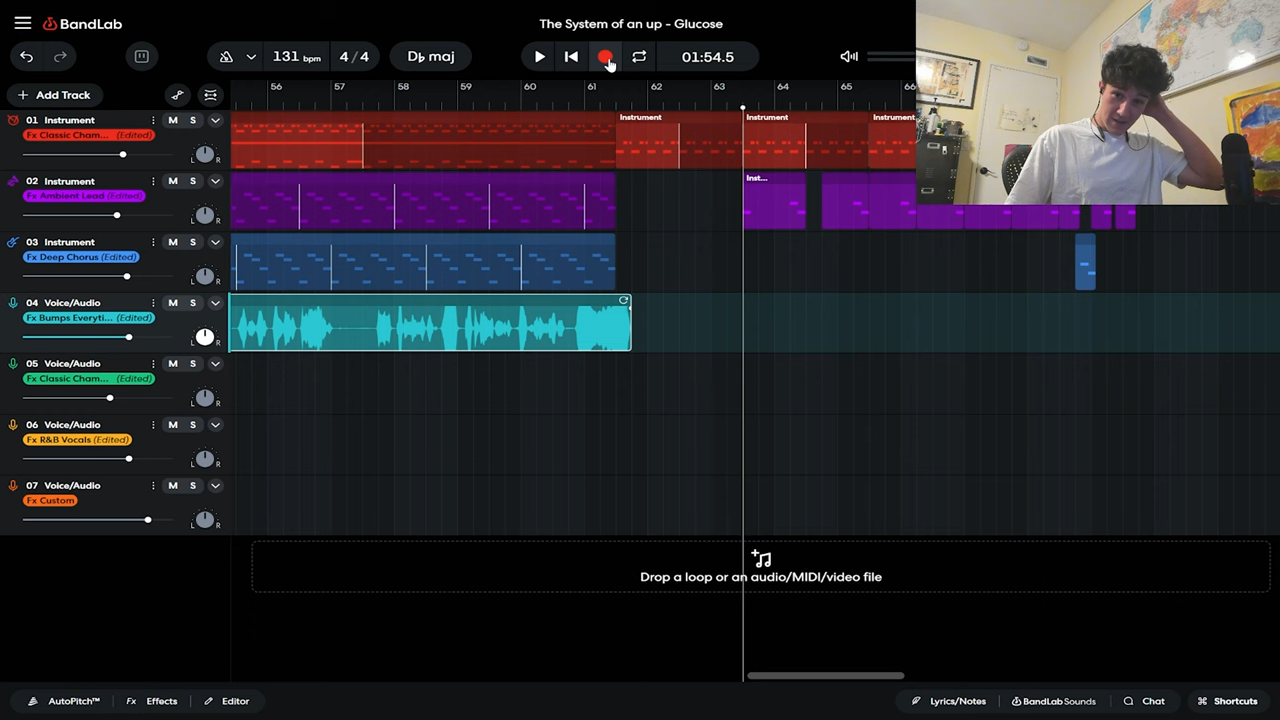 BandLab
The System of an up - Glucose
131 bpm
4/4
D♭ maj
01:54.5
Add Track
56 57 58 59 60 61 62 63 64 65 66
01 Instrument
M S
Fx Classic Cham... (Edited)
L R
Instrument
Instrument
Instrument
02 Instrument
M S
Fx Ambient Lead (Edited)
L R
Inst...
03 Instrument
M S
Fx Deep Chorus (Edited)
L R
04 Voice/Audio
M S
Fx Bumps Everyti... (Edited)
L R
05 Voice/Audio
M S
Fx Classic Cham... (Edited)
L R
06 Voice/Audio
M S
Fx R&B Vocals (Edited)
L R
07 Voice/Audio
M S
Fx Custom
L R
Drop a loop or an audio/MIDI/video file
AutoPitch™
Fx Effects
Editor
Lyrics/Notes
BandLab Sounds
Chat
Shortcuts